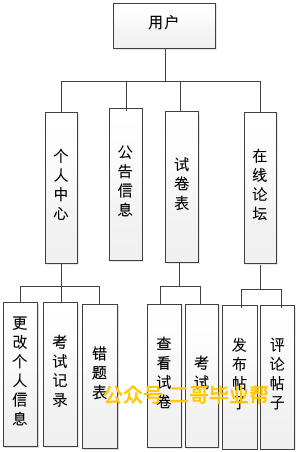 用户
个人中心
公告信息
试卷表
在线论坛
更改个人信息
考试记录
错题表
查看试卷
考试
发布帖子
评论帖子
公众号:二哥毕业帮